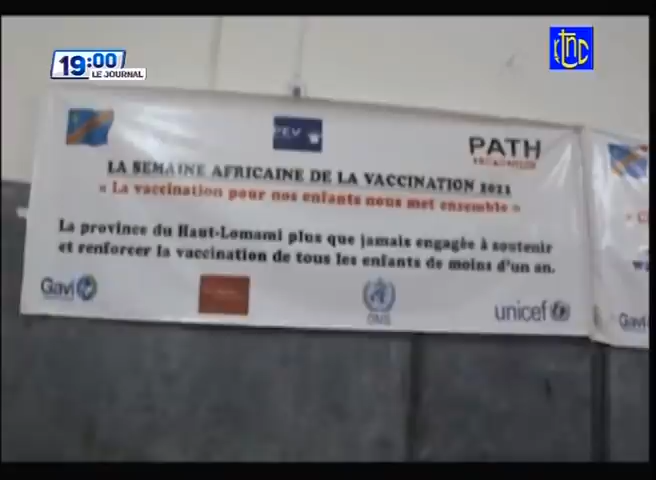 19:00
LE JOURNAL
rtnc
PEV
PATH
LA SEMAINE AFRICAINE DE LA VACCINATION 2021
« La vaccination pour nos enfants nous met ensemble »
La province du Haut-Lomami plus que jamais engagée à soutenir
et renforcer la vaccination de tous les enfants de moins d'un an.
Gavi
OMS
unicef
Gavi